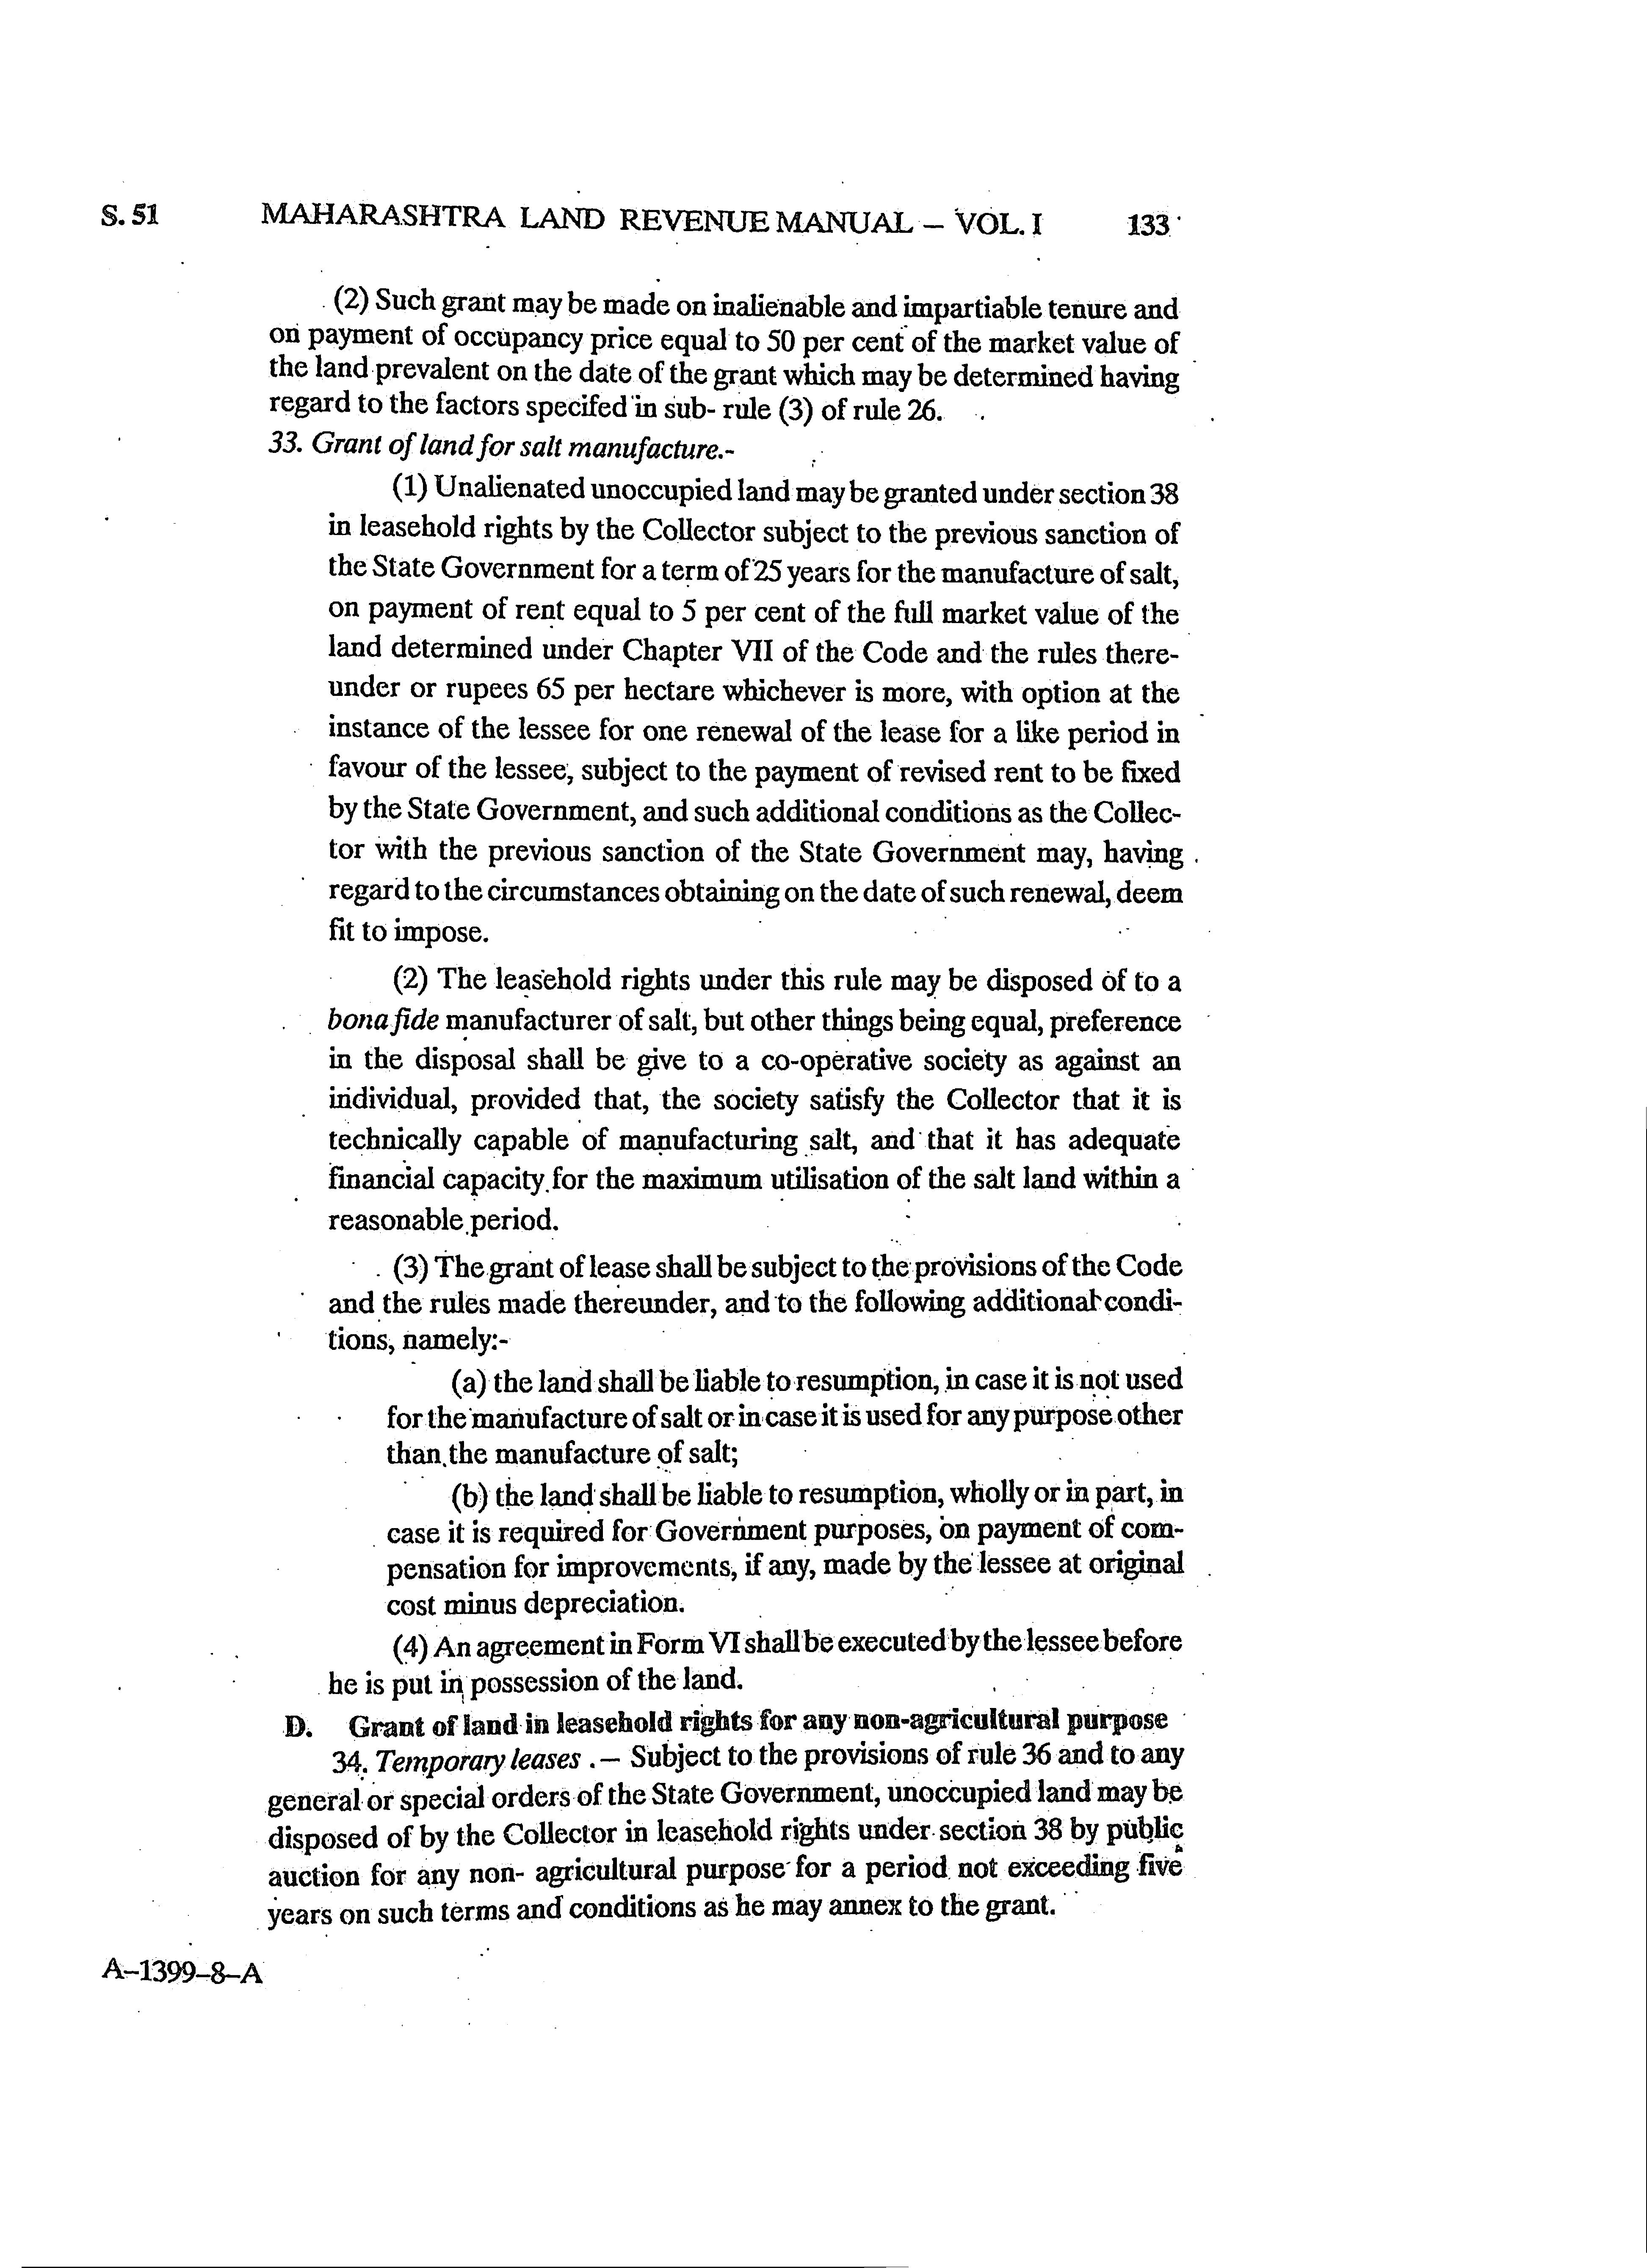 S. 51 MAHARASHTRA LAND REVENUE MANUAL – VOL. I 133
(2) Such grant may be made on inalienable and impartiable tenure and
on payment of occupancy price equal to 50 per cent of the market value of
the land prevalent on the date of the grant which may be determined having
regard to the factors specifed in sub- rule (3) of rule 26.
33. Grant of land for salt manufacture.-
(1) Unalienated unoccupied land may be granted under section 38
in leasehold rights by the Collector subject to the previous sanction of
the State Government for a term of 25 years for the manufacture of salt,
on payment of rent equal to 5 per cent of the full market value of the
land determined under Chapter VII of the Code and the rules there-
under or rupees 65 per hectare whichever is more, with option at the
instance of the lessee for one renewal of the lease for a like period in
favour of the lessee, subject to the payment of revised rent to be fixed
by the State Government, and such additional conditions as the Collec-
tor with the previous sanction of the State Government may, having
regard to the circumstances obtaining on the date of such renewal, deem
fit to impose.
(2) The leasehold rights under this rule may be disposed of to a
bona fide manufacturer of salt, but other things being equal, preference
in the disposal shall be give to a co-operative society as against an
individual, provided that, the society satisfy the Collector that it is
technically capable of manufacturing salt, and that it has adequate
financial capacity for the maximum utilisation of the salt land within a
reasonable period.
(3) The grant of lease shall be subject to the provisions of the Code
and the rules made thereunder, and to the following additional condi-
tions, namely:-
(a) the land shall be liable to resumption, in case it is not used
for the manufacture of salt or in case it is used for any purpose other
than the manufacture of salt;
(b) the land shall be liable to resumption, wholly or in part, in
case it is required for Government purposes, on payment of com-
pensation for improvements, if any, made by the lessee at original
cost minus depreciation.
(4) An agreement in Form VI shall be executed by the lessee before
he is put in possession of the land.
D. Grant of land in leasehold rights for any non-agricultural purpose
34. Temporary leases .— Subject to the provisions of rule 36 and to any
general or special orders of the State Government, unoccupied land may be
disposed of by the Collector in leasehold rights under section 38 by public
auction for any non- agricultural purpose for a period not exceeding five
years on such terms and conditions as he may annex to the grant.
A–1399–8–A